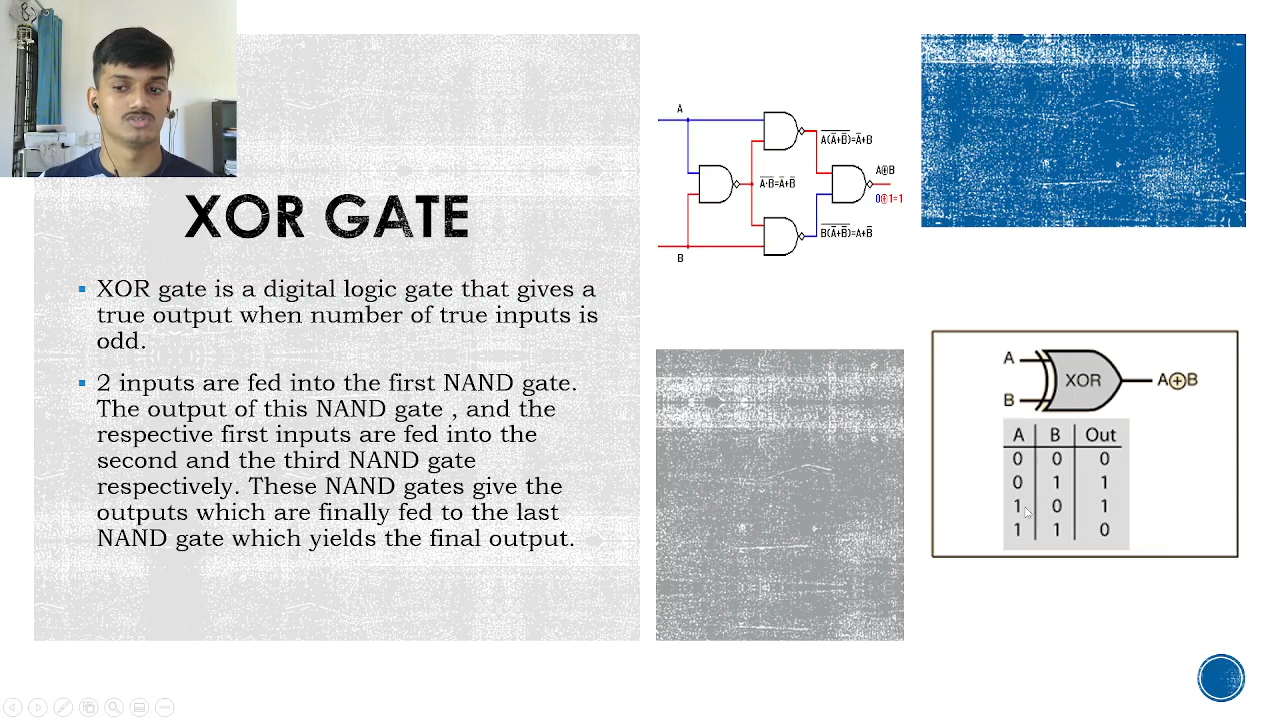 XOR GATE
XOR gate is a digital logic gate that gives a
true output when number of true inputs is
odd.
2 inputs are fed into the first NAND gate.
The output of this NAND gate , and the
respective first inputs are fed into the
second and the third NAND gate
respectively. These NAND gates give the
outputs which are finally fed to the last
NAND gate which yields the final output.
A
A(A̅+B̅)̅=A̅+B
A⊕B
A·B̅=A̅+B̅
0⊕1=1
B(A̅+B̅)̅=A+B̅
B
A
XOR
A⊕B
B
A B Out
0 0 0
0 1 1
1 0 1
1 1 0